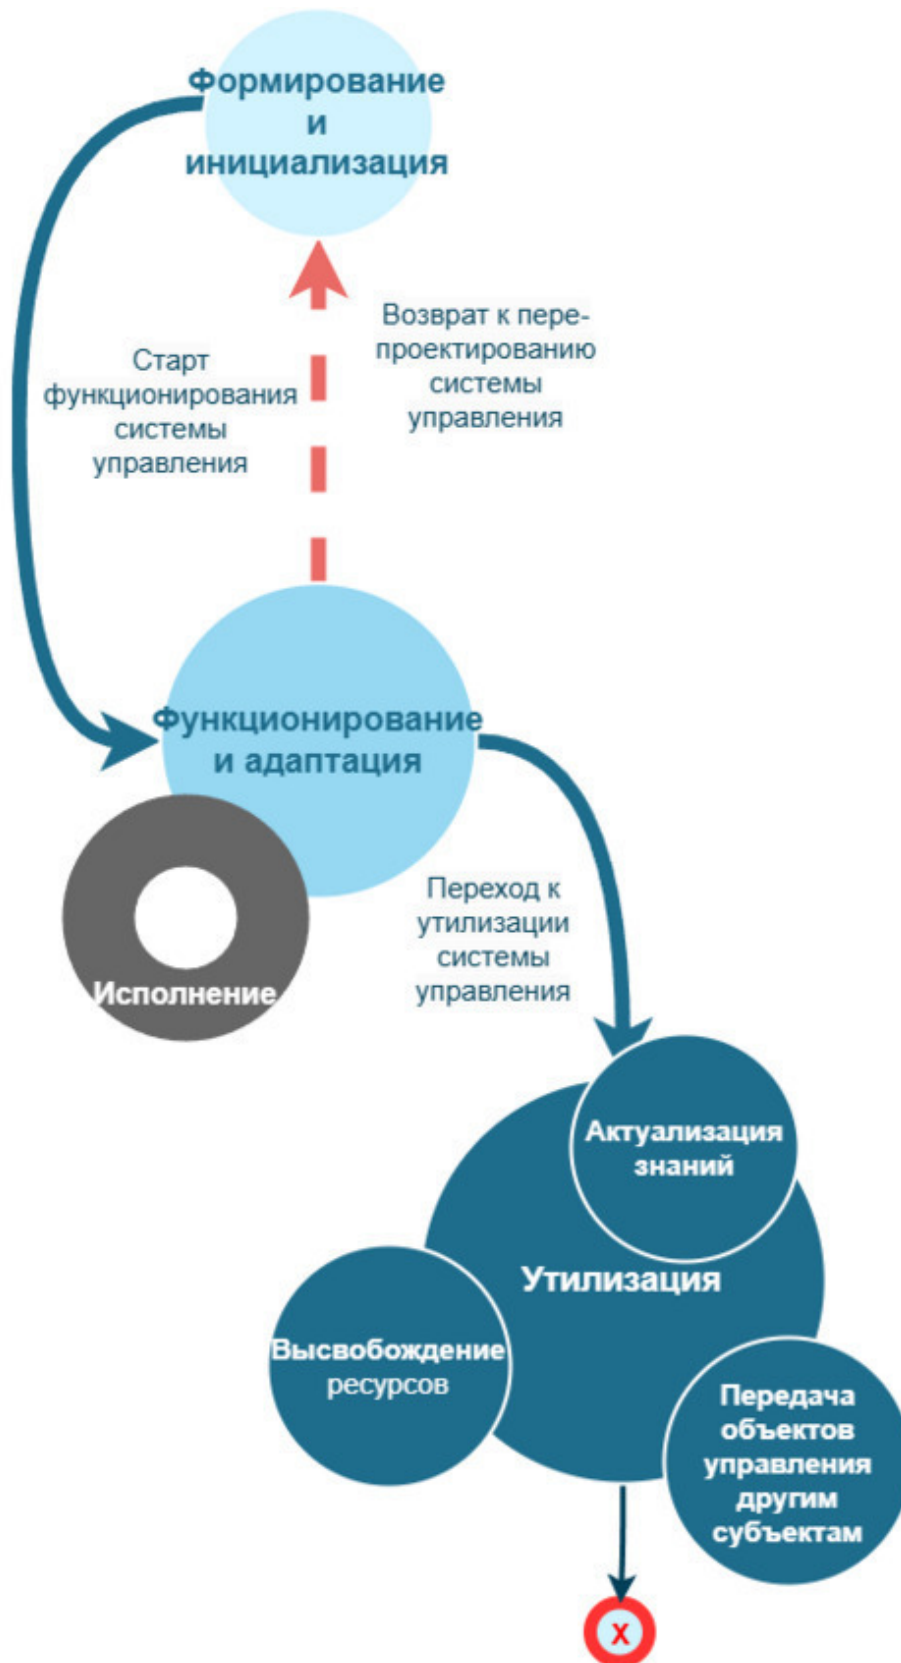 Формирование
и
инициализация
Старт
функционирования
системы
управления
Возврат к пере-
проектированию
системы
управления
Функционирование
и адаптация
Исполнение
Переход к
утилизации
системы
управления
Актуализация
знаний
Утилизация
Высвобождение
ресурсов
Передача
объектов
управления
другим
субъектам
X